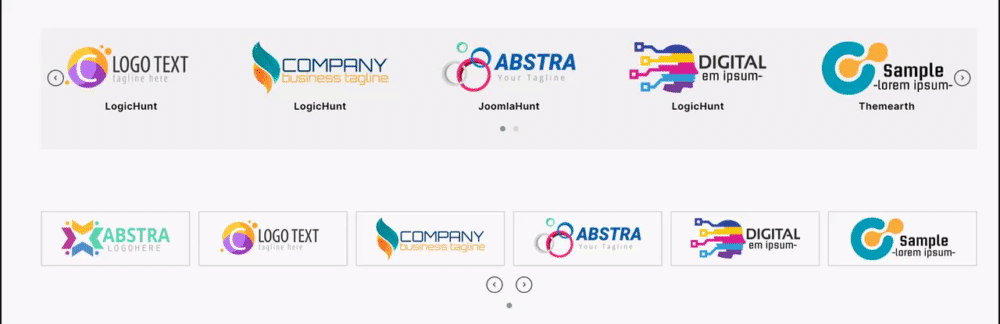 C LOGO TEXT
tagline here
COMPANY
business tagline
ABSTRA
Your Tagline
DIGITAL
em ipsum-
Sample
-lorem ipsum-
LogicHunt
LogicHunt
JoomlaHunt
LogicHunt
Themearth
ABSTRA
LOGOHERE
C LOGO TEXT
tagline here
COMPANY
business tagline
ABSTRA
Your Tagline
DIGITAL
em ipsum-
Sample
-lorem ipsum-